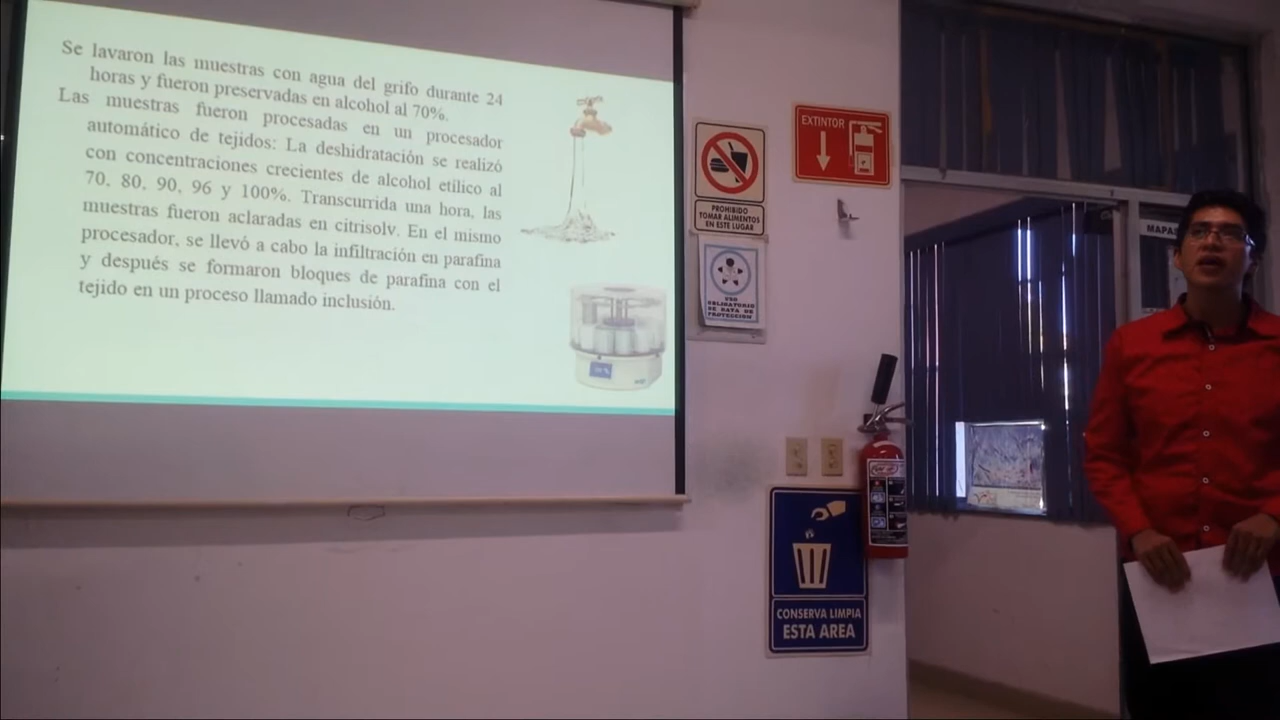 Se lavaron las muestras con agua del grifo durante 24
horas y fueron preservadas en alcohol al 70%.
Las muestras fueron procesadas en un procesador
automático de tejidos: La deshidratación se realizó
con concentraciones crecientes de alcohol etílico al
70, 80, 90, 96 y 100%. Transcurrida una hora, las
muestras fueron aclaradas en citrisolv. En el mismo
procesador, se llevó a cabo la infiltración en parafina
y después se formaron bloques de parafina con el
tejido en un proceso llamado inclusión.
PROHIBIDO
TOMAR ALIMENTOS
EN ESTE LUGAR
USO
OBLIGATORIO
DE BATA DE
PROTECCION
EXTINTOR
MAPAS
CONSERVA LIMPIA
ESTA AREA